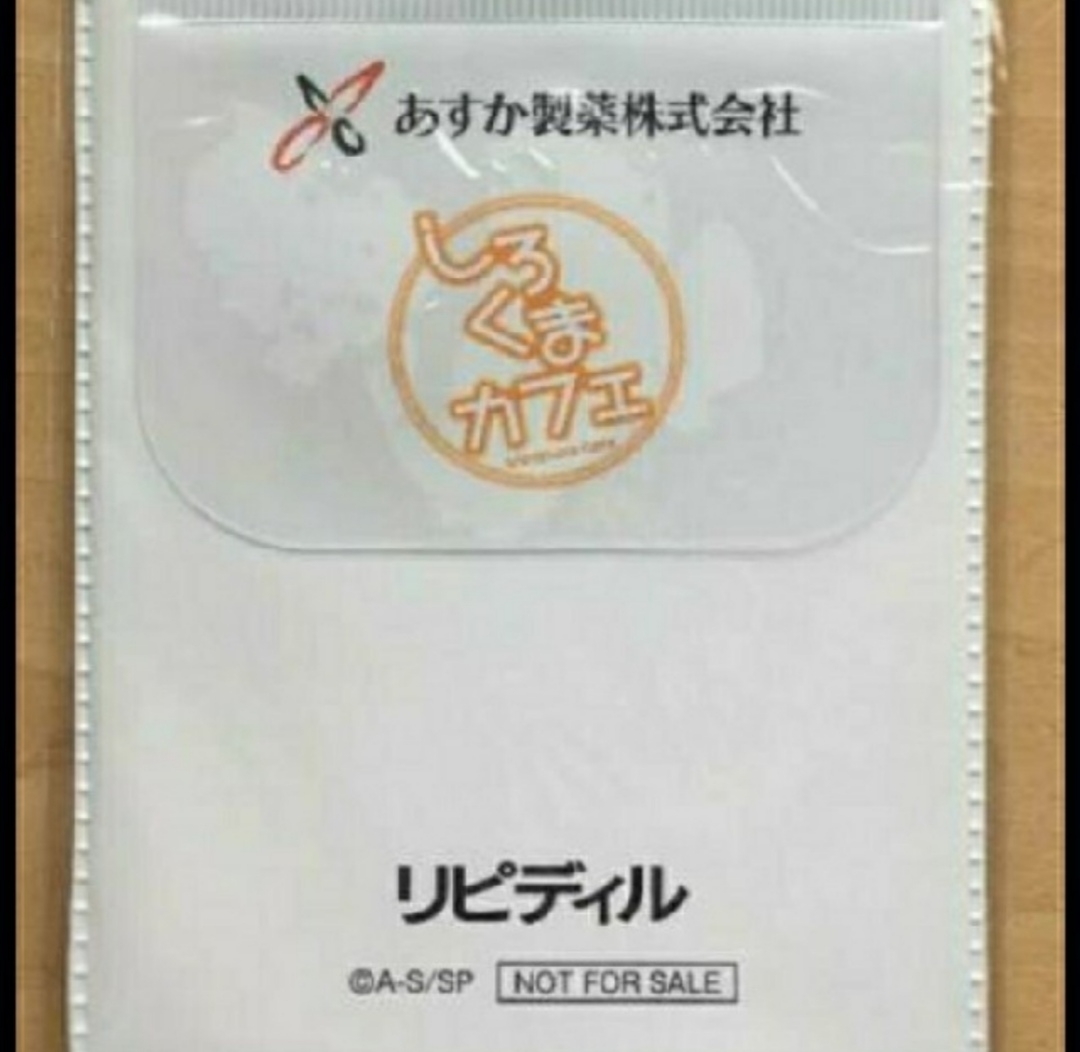 あすか製薬株式会社
しろ
くま
カフェ
リピディル
©A-S/SP NOT FOR SALE